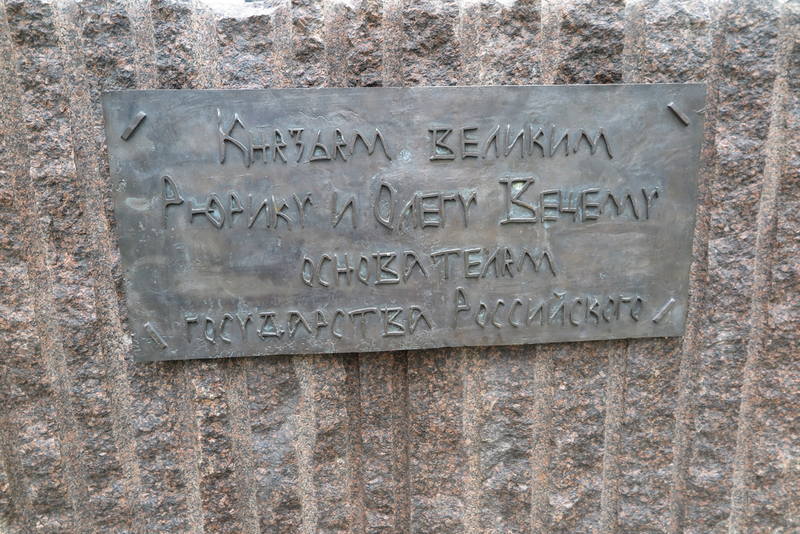 Князьям великим
Рюрику и Олегу Вещему
основателям
государства Российского